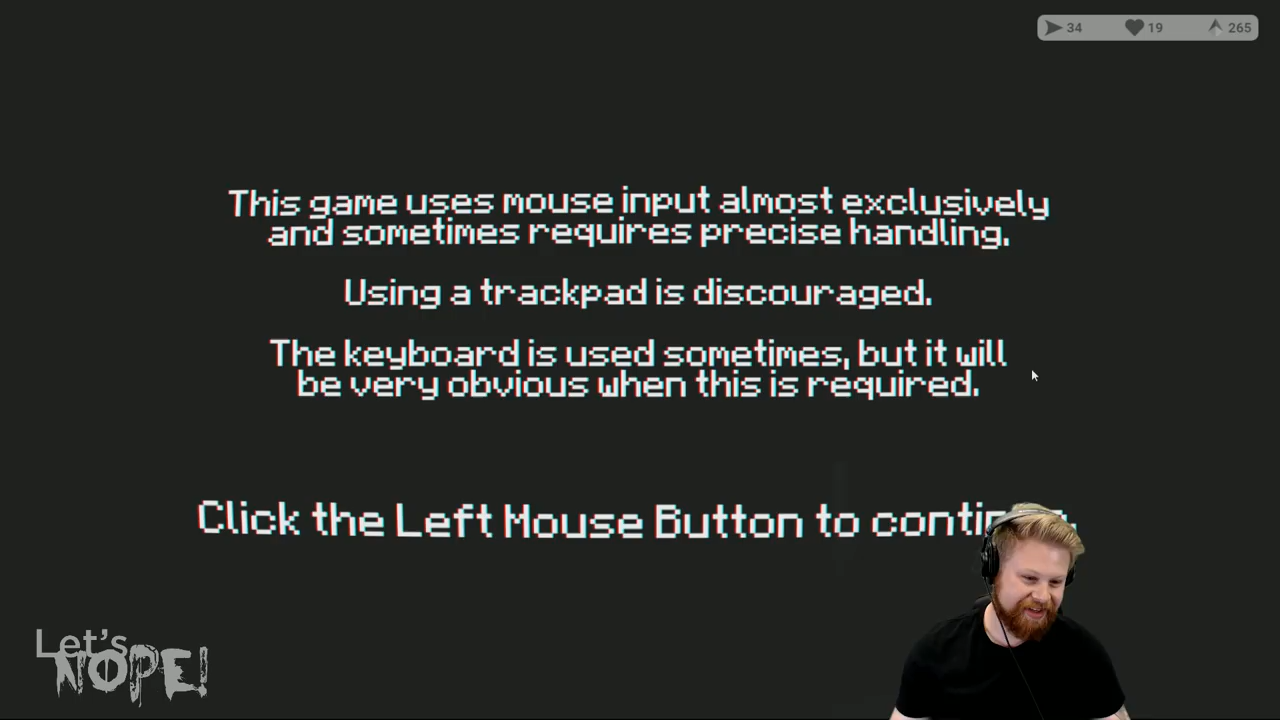 34 19 265
This game uses mouse input almost exclusively
and sometimes requires precise handling.
Using a trackpad is discouraged.
The keyboard is used sometimes, but it will
be very obvious when this is required.
Click the Left Mouse Button to
Let's
NOPE!